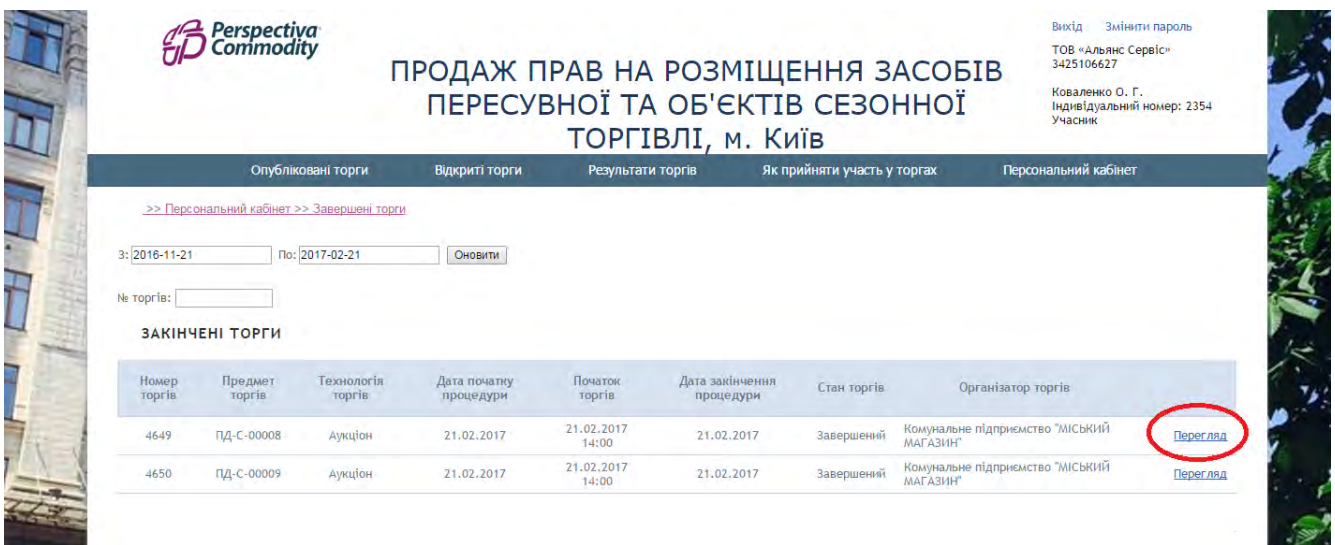 Perspectiva
Commodity
ПРОДАЖ ПРАВ НА РОЗМІЩЕННЯ ЗАСОБІВ
ПЕРЕСУВНОЇ ТА ОБ'ЄКТІВ СЕЗОННОЇ
ТОРГІВЛІ, м. Київ
Вихід Змінити пароль
ТОВ «Альянс Сервіс»
3425106627
Коваленко О. Г.
Індивідуальний номер: 2354
Учасник
Опубліковані торги Відкриті торги Результати торгів Як прийняти участь у торгах Персональний кабінет
>> Персональний кабінет >> Завершені торги
З: 2016-11-21 По: 2017-02-21 Оновити
№ торгів:
ЗАКІНЧЕНІ ТОРГИ
Номер торгів Предмет торгів Технологія торгів Дата початку процедури Початок торгів Дата закінчення процедури Стан торгів Організатор торгів
4649 ПД-С-00008 Аукціон 21.02.2017 21.02.2017 14:00 21.02.2017 Завершений Комунальне підприємство "МІСЬКИЙ МАГАЗИН" Перегляд
4650 ПД-С-00009 Аукціон 21.02.2017 21.02.2017 14:00 21.02.2017 Завершений Комунальне підприємство "МІСЬКИЙ МАГАЗИН" Перегляд